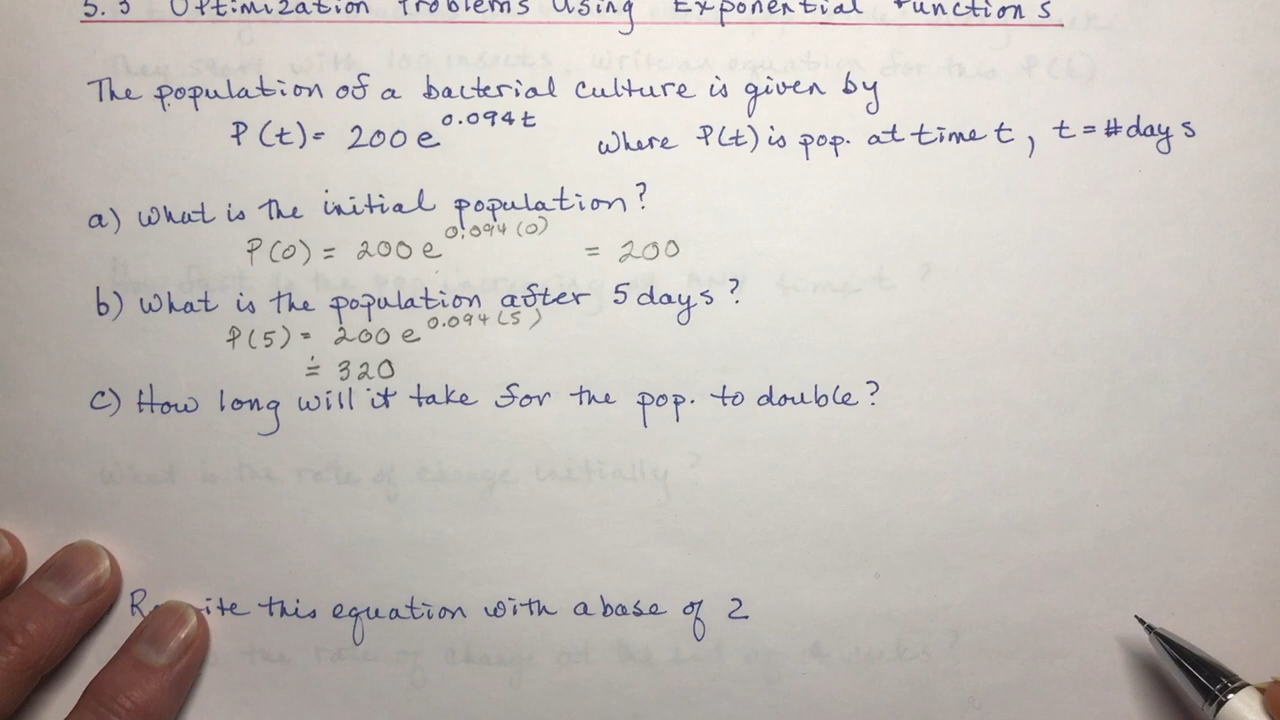 5.3 Optimization Problems Using Exponential Functions
The population of a bacterial culture is given by
P(t) = 200e^0.094t where P(t) is pop. at time t, t = # days
a) What is the initial population?
P(0) = 200e^0.094(0) = 200
b) What is the population after 5 days?
P(5) = 200e^0.094(5)
≐ 320
c) How long will it take for the pop. to double?
this equation with a base of 2